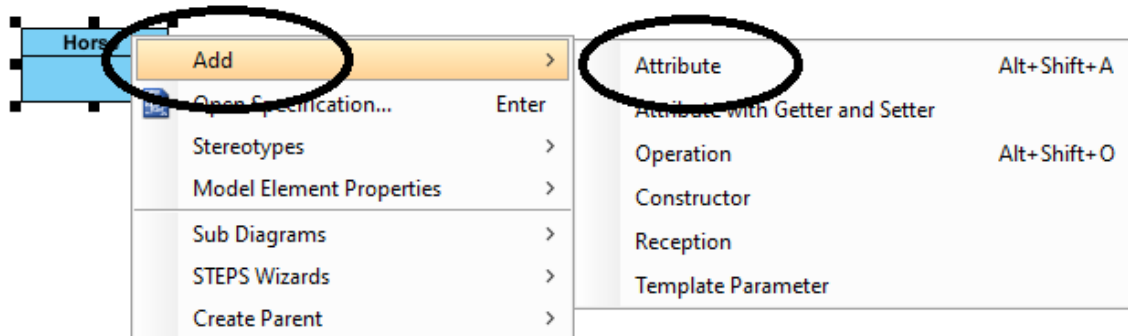 Horse
Add >
Open Specification... Enter
Stereotypes >
Model Element Properties >
Sub Diagrams >
STEPS Wizards >
Create Parent >
Attribute Alt+Shift+A
Attribute with Getter and Setter
Operation Alt+Shift+O
Constructor
Reception
Template Parameter